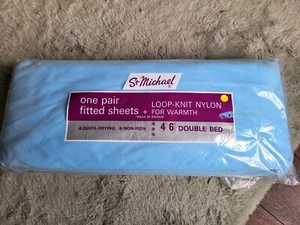 St Michael
one pair
fitted sheets
LOOP-KNIT NYLON
FOR WARMTH
MADE IN BRITAIN
QUICK-DRYING NON-IRON
4 6 DOUBLE BED